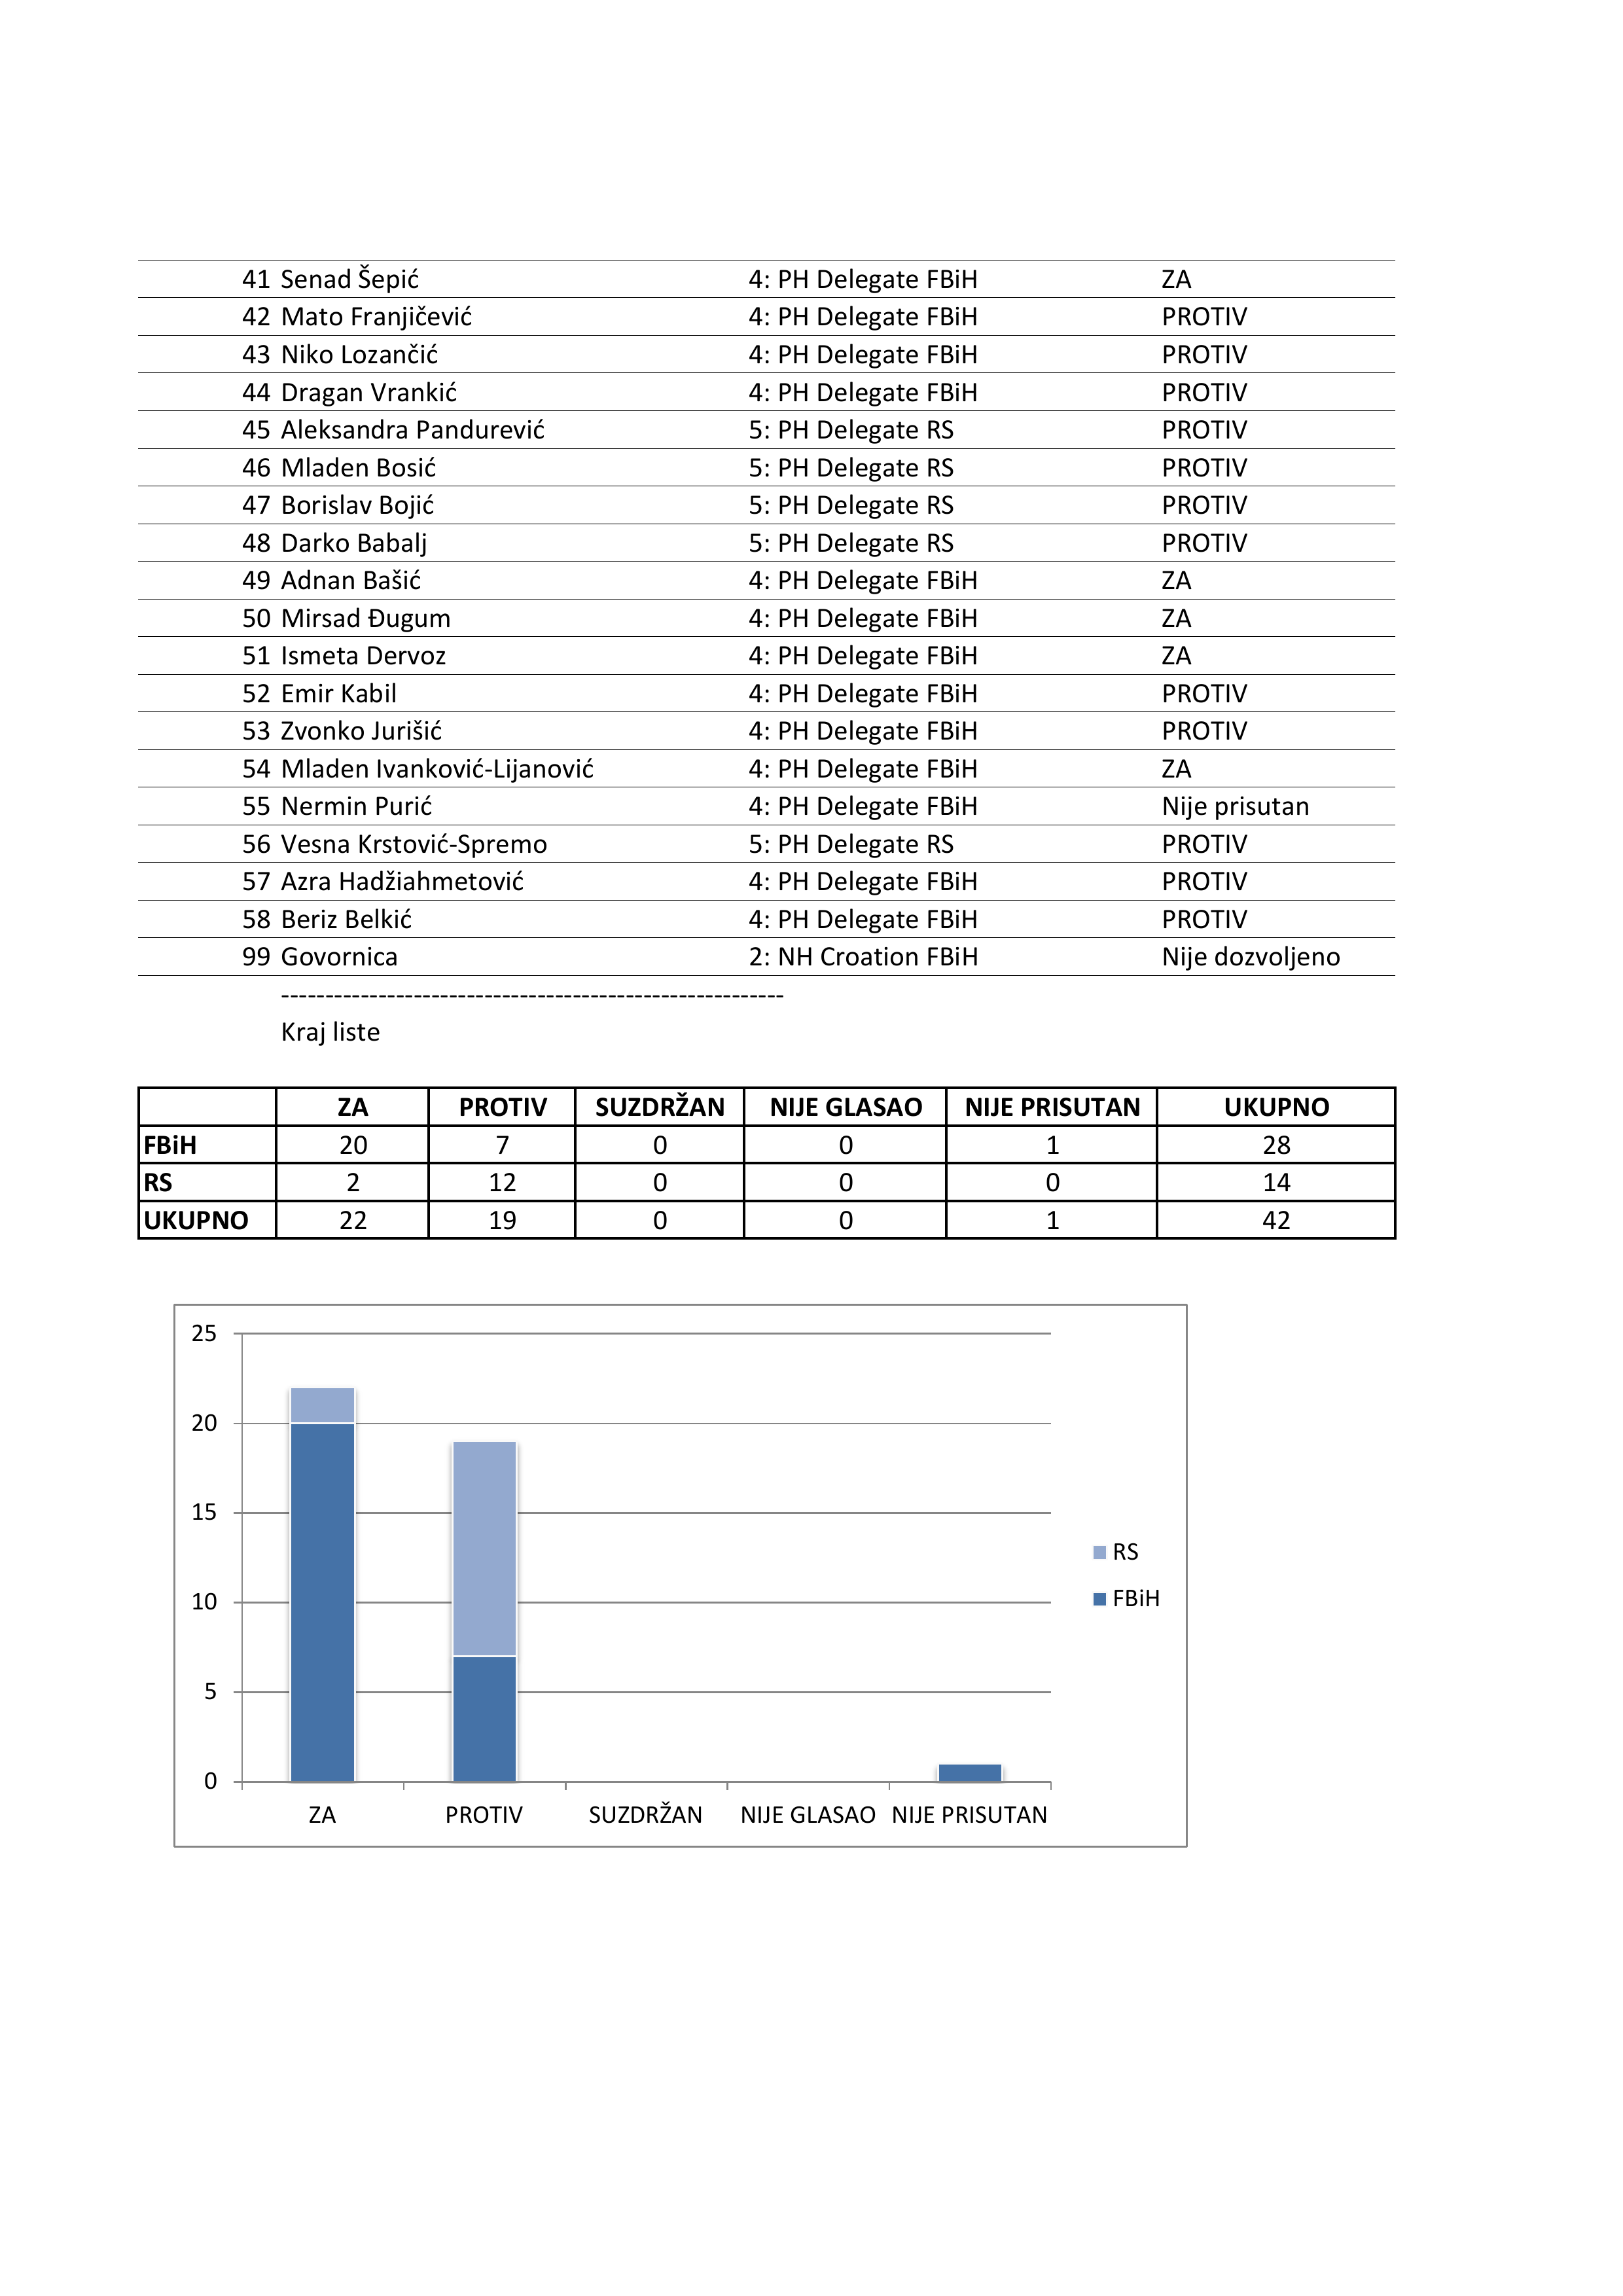 41 Senad Šepić 4: PH Delegate FBiH ZA
42 Mato Franjičević 4: PH Delegate FBiH PROTIV
43 Niko Lozančić 4: PH Delegate FBiH PROTIV
44 Dragan Vrankić 4: PH Delegate FBiH PROTIV
45 Aleksandra Pandurević 5: PH Delegate RS PROTIV
46 Mladen Bosić 5: PH Delegate RS PROTIV
47 Borislav Bojić 5: PH Delegate RS PROTIV
48 Darko Babalj 5: PH Delegate RS PROTIV
49 Adnan Bašić 4: PH Delegate FBiH ZA
50 Mirsad Đugum 4: PH Delegate FBiH ZA
51 Ismeta Dervoz 4: PH Delegate FBiH ZA
52 Emir Kabil 4: PH Delegate FBiH PROTIV
53 Zvonko Jurišić 4: PH Delegate FBiH PROTIV
54 Mladen Ivanković-Lijanović 4: PH Delegate FBiH ZA
55 Nermin Purić 4: PH Delegate FBiH Nije prisutan
56 Vesna Krstović-Spremo 5: PH Delegate RS PROTIV
57 Azra Hadžiahmetović 4: PH Delegate FBiH PROTIV
58 Beriz Belkić 4: PH Delegate FBiH PROTIV
99 Govornica 2: NH Croation FBiH Nije dozvoljeno
---------------------------------------------------------
Kraj liste
ZA PROTIV SUZDRŽAN NIJE GLASAO NIJE PRISUTAN UKUPNO
FBiH 20 7 0 0 1 28
RS 2 12 0 0 0 14
UKUPNO 22 19 0 0 1 42
25
20
15
10
5
0
ZA PROTIV SUZDRŽAN NIJE GLASAO NIJE PRISUTAN
RS
FBiH